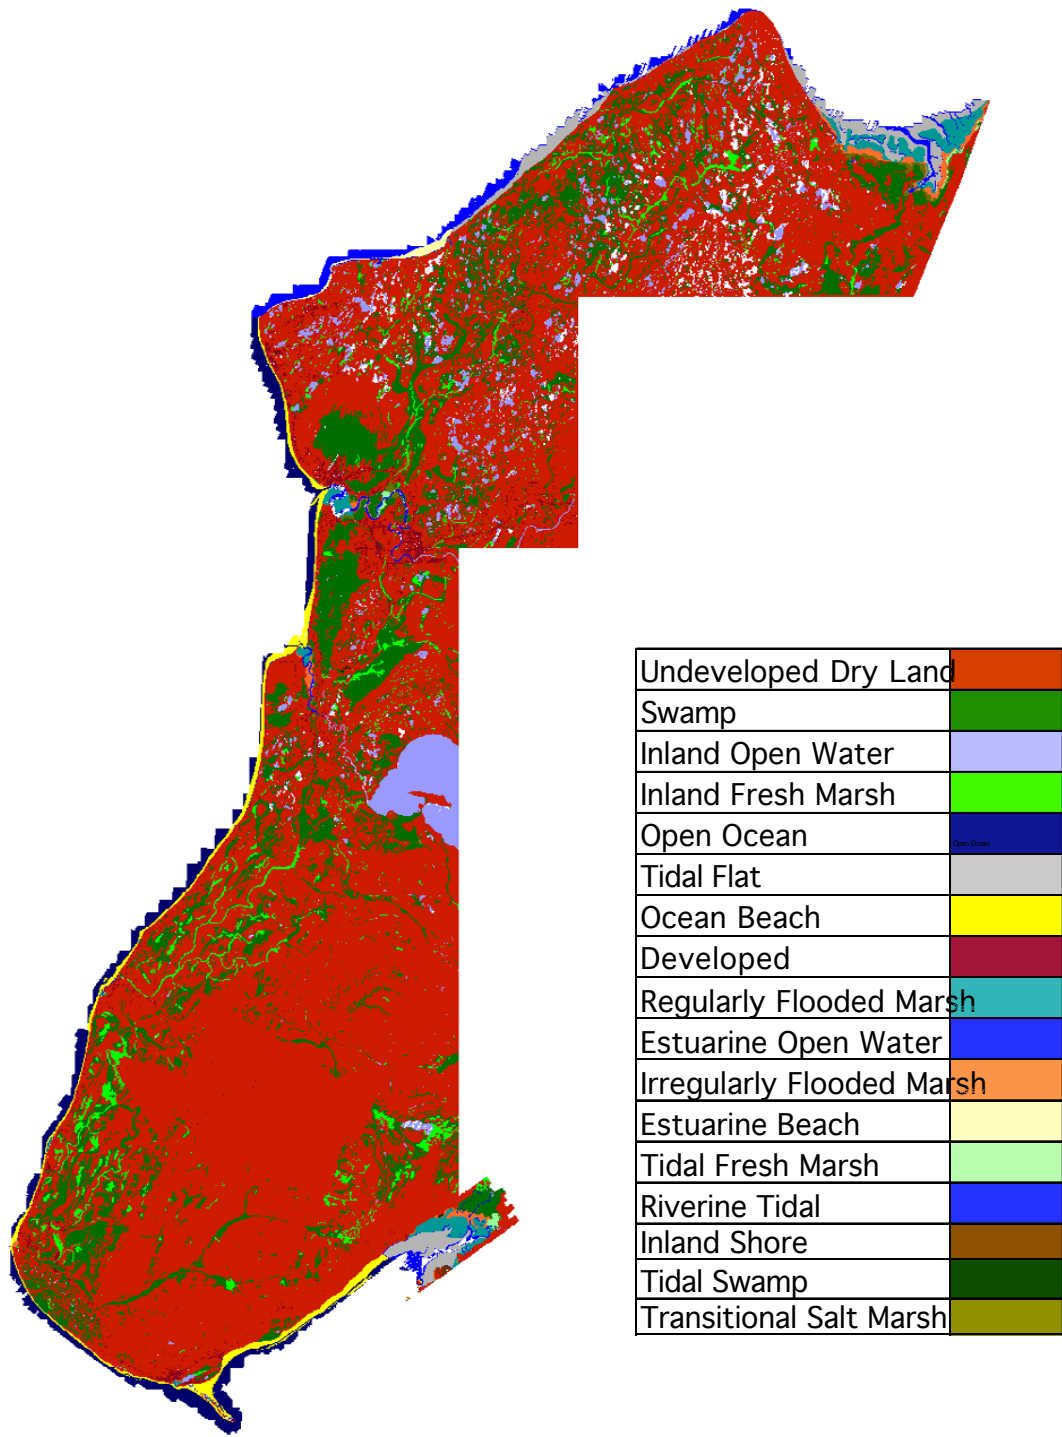 Undeveloped Dry Land
Swamp
Inland Open Water
Inland Fresh Marsh
Open Ocean
Open Ocean
Tidal Flat
Ocean Beach
Developed
Regularly Flooded Marsh
Estuarine Open Water
Irregularly Flooded Marsh
Estuarine Beach
Tidal Fresh Marsh
Riverine Tidal
Inland Shore
Tidal Swamp
Transitional Salt Marsh